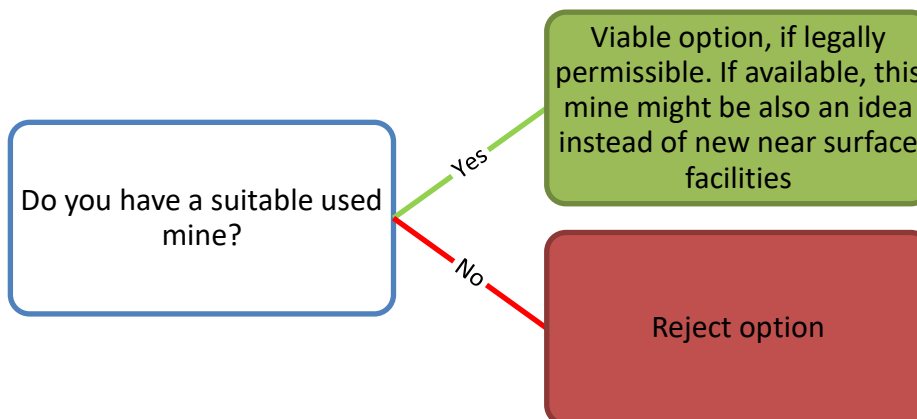 Viable option, if legally
permissible. If available, this
mine might be also an idea
instead of new near surface
facilities
Yes
Do you have a suitable used
mine?
No
Reject option